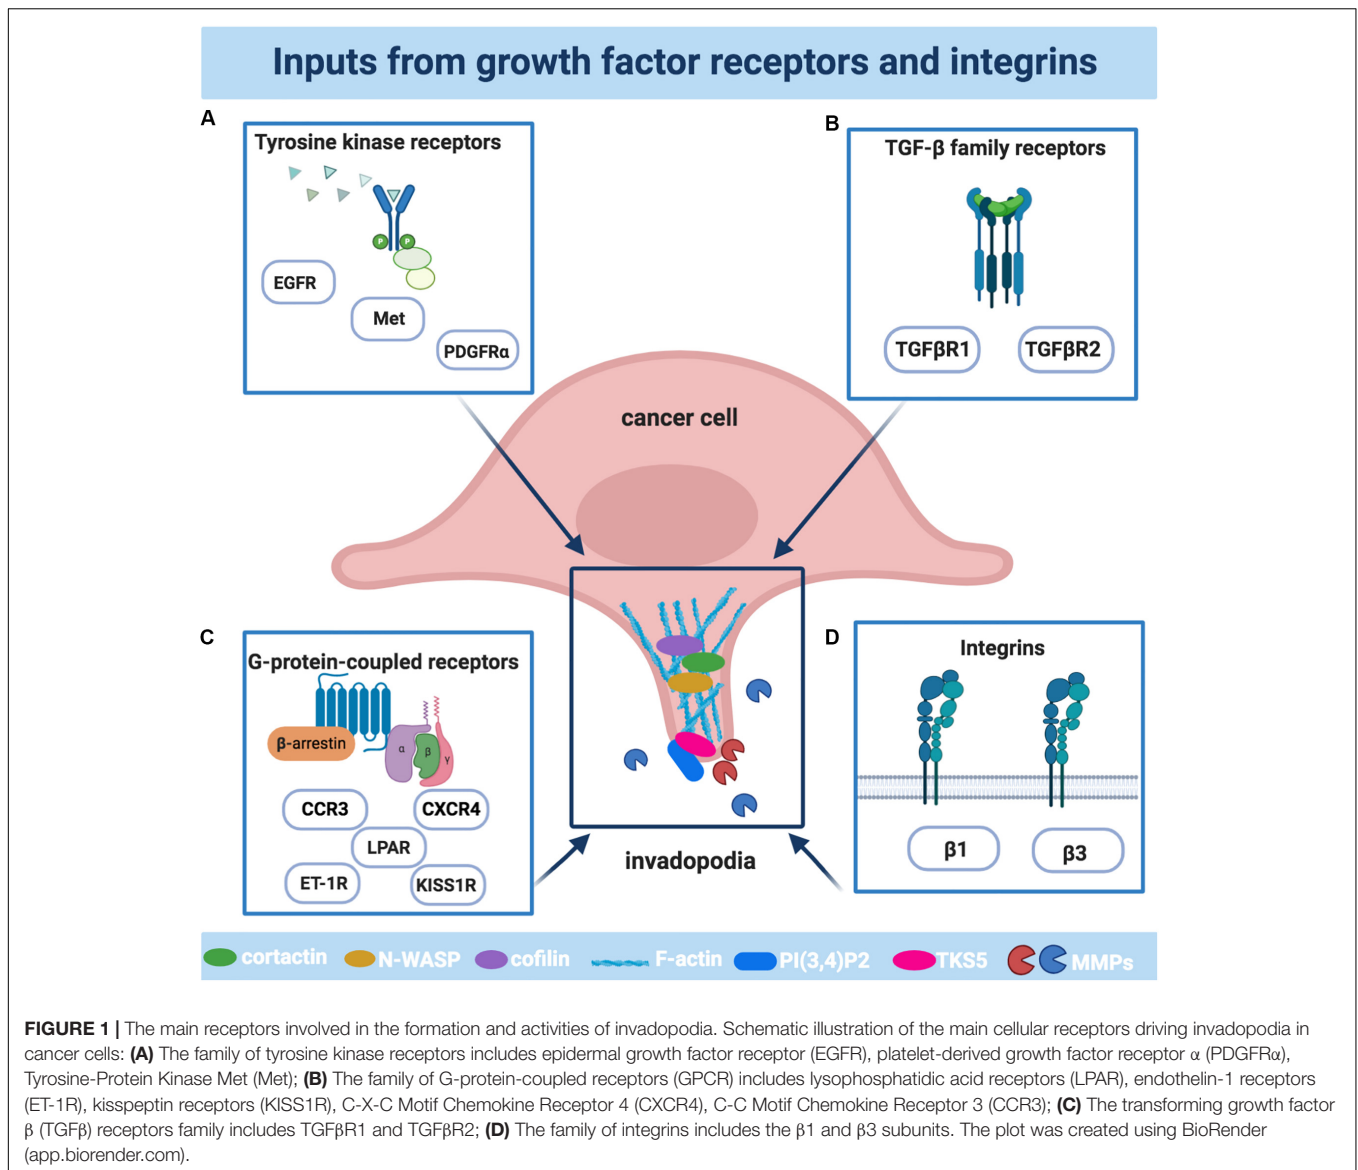 Inputs from growth factor receptors and integrins
A
Tyrosine kinase receptors
P
P
EGFR
Met
PDGFRα
B
TGF-β family receptors
TGFβR1
TGFβR2
cancer cell
C
G-protein-coupled receptors
β-arrestin
α
β
γ
CCR3
CXCR4
LPAR
ET-1R
KISS1R
invadopodia
D
Integrins
β1
β3
cortactin
N-WASP
cofilin
F-actin
PI(3,4)P2
TKS5
MMPs
FIGURE 1 | The main receptors involved in the formation and activities of invadopodia. Schematic illustration of the main cellular receptors driving invadopodia in
cancer cells: (A) The family of tyrosine kinase receptors includes epidermal growth factor receptor (EGFR), platelet-derived growth factor receptor α (PDGFRα),
Tyrosine-Protein Kinase Met (Met); (B) The family of G-protein-coupled receptors (GPCR) includes lysophosphatidic acid receptors (LPAR), endothelin-1 receptors
(ET-1R), kisspeptin receptors (KISS1R), C-X-C Motif Chemokine Receptor 4 (CXCR4), C-C Motif Chemokine Receptor 3 (CCR3); (C) The transforming growth factor
β (TGFβ) receptors family includes TGFβR1 and TGFβR2; (D) The family of integrins includes the β1 and β3 subunits. The plot was created using BioRender
(app.biorender.com).